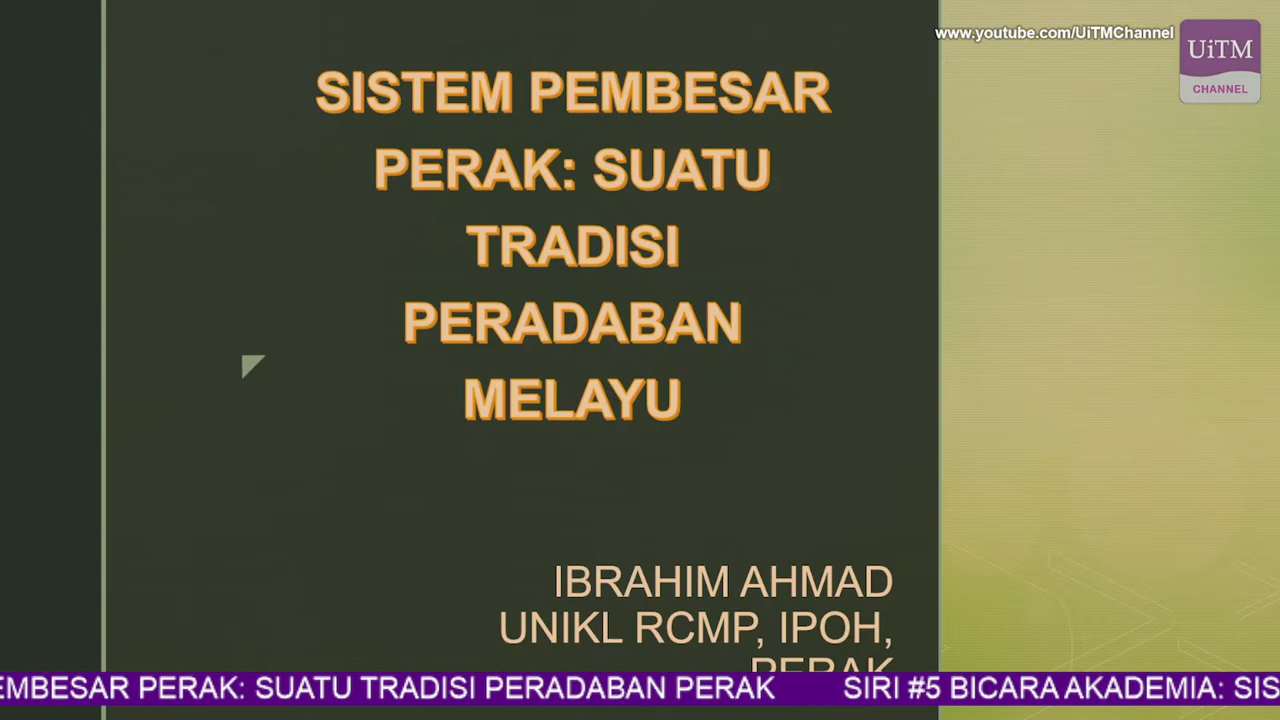 www.youtube.com/UiTMChannel
UiTM
CHANNEL
SISTEM PEMBESAR
PERAK: SUATU
TRADISI
PERADABAN
MELAYU
IBRAHIM AHMAD
UNIKL RCMP, IPOH,
PERAK
EMBESAR PERAK: SUATU TRADISI PERADABAN PERAK SIRI #5 BICARA AKADEMIA: SIS